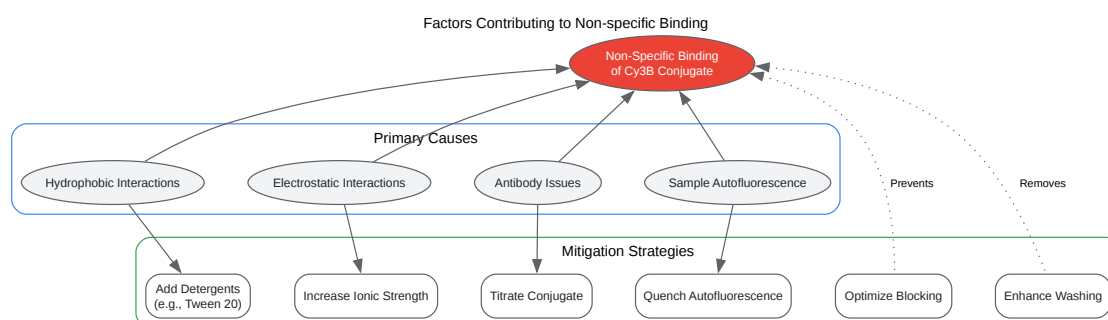 Factors Contributing to Non-specific Binding
Non-Specific Binding
of Cy3B Conjugate
Primary Causes
Hydrophobic Interactions
Electrostatic Interactions
Antibody Issues
Sample Autofluorescence
Prevents
Removes
Mitigation Strategies
Add Detergents
(e.g., Tween 20)
Increase Ionic Strength
Titrate Conjugate
Quench Autofluorescence
Optimize Blocking
Enhance Washing